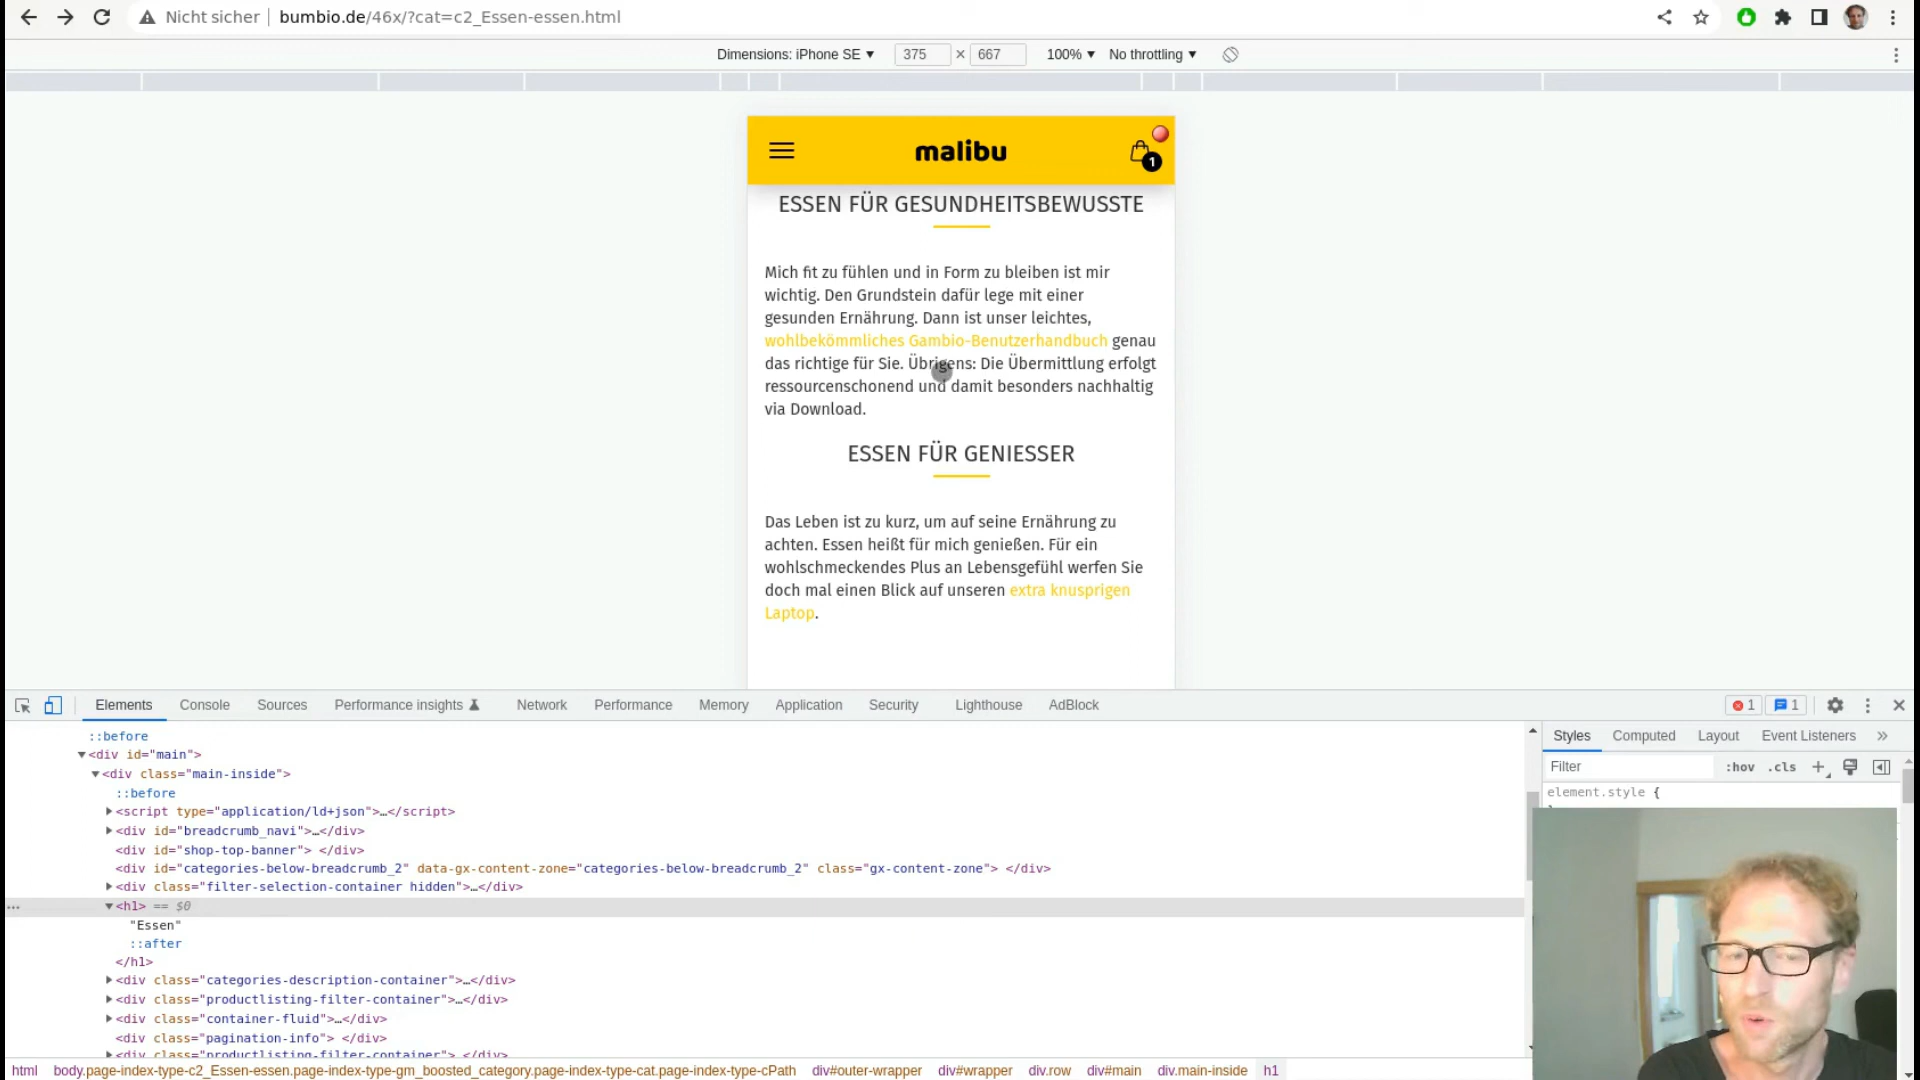 Nicht sicher bumbio.de/46x/?cat=c2_Essen-essen.html
Dimensions: iPhone SE ▼ 375 × 667 100% ▼ No throttling ▼
malibu
1
ESSEN FÜR GESUNDHEITSBEWUSSTE
Mich fit zu fühlen und in Form zu bleiben ist mir
wichtig. Den Grundstein dafür lege mit einer
gesunden Ernährung. Dann ist unser leichtes,
wohlbekömmliches Gambio-Benutzerhandbuch genau
das richtige für Sie. Übrigens: Die Übermittlung erfolgt
ressourcenschonend und damit besonders nachhaltig
via Download.
ESSEN FÜR GENIESSER
Das Leben ist zu kurz, um auf seine Ernährung zu
achten. Essen heißt für mich genießen. Für ein
wohlschmeckendes Plus an Lebensgefühl werfen Sie
doch mal einen Blick auf unseren extra knusprigen
Laptop.
Elements Console Sources Performance insights Network Performance Memory Application Security Lighthouse AdBlock 1 1
::before
▼<div id="main">
▼<div class="main-inside">
::before
▶<script type="application/ld+json">…</script>
▶<div id="breadcrumb_navi">…</div>
<div id="shop-top-banner"> </div>
<div id="categories-below-breadcrumb_2" data-gx-content-zone="categories-below-breadcrumb_2" class="gx-content-zone"> </div>
▶<div class="filter-selection-container hidden">…</div>
… ▼<h1> == $0
"Essen"
::after
</h1>
▶<div class="categories-description-container">…</div>
▶<div class="productlisting-filter-container">…</div>
▶<div class="container-fluid">…</div>
<div class="pagination-info"> </div>
▶<div class="productlisting-filter-container">…</div>
Styles Computed Layout Event Listeners »
Filter :hov .cls +
element.style {
html body.page-index-type-c2_Essen-essen.page-index-type-gm_boosted_category.page-index-type-cat.page-index-type-cPath div#outer-wrapper div#wrapper div.row div#main div.main-inside h1